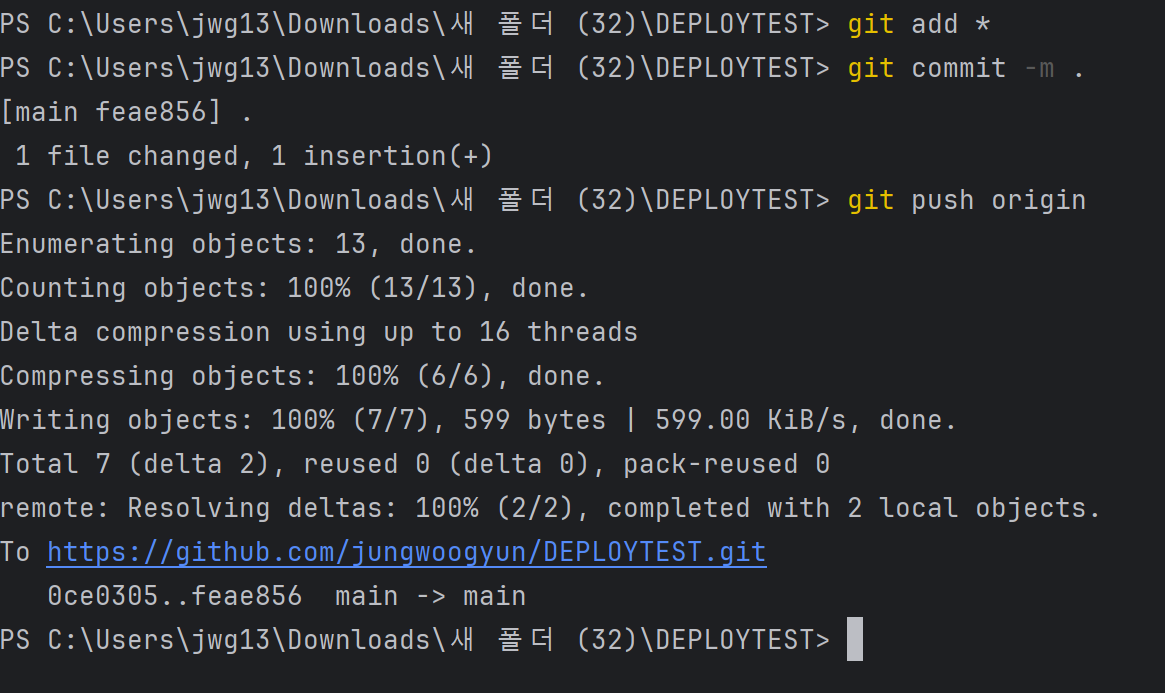 PS C:\Users\jwg13\Downloads\새 폴더 (32)\DEPLOYTEST> git add *
PS C:\Users\jwg13\Downloads\새 폴더 (32)\DEPLOYTEST> git commit -m .
[main feae856] .
 1 file changed, 1 insertion(+)
PS C:\Users\jwg13\Downloads\새 폴더 (32)\DEPLOYTEST> git push origin
Enumerating objects: 13, done.
Counting objects: 100% (13/13), done.
Delta compression using up to 16 threads
Compressing objects: 100% (6/6), done.
Writing objects: 100% (7/7), 599 bytes | 599.00 KiB/s, done.
Total 7 (delta 2), reused 0 (delta 0), pack-reused 0
remote: Resolving deltas: 100% (2/2), completed with 2 local objects.
To https://github.com/jungwoogyun/DEPLOYTEST.git
   0ce0305..feae856  main -> main
PS C:\Users\jwg13\Downloads\새 폴더 (32)\DEPLOYTEST>